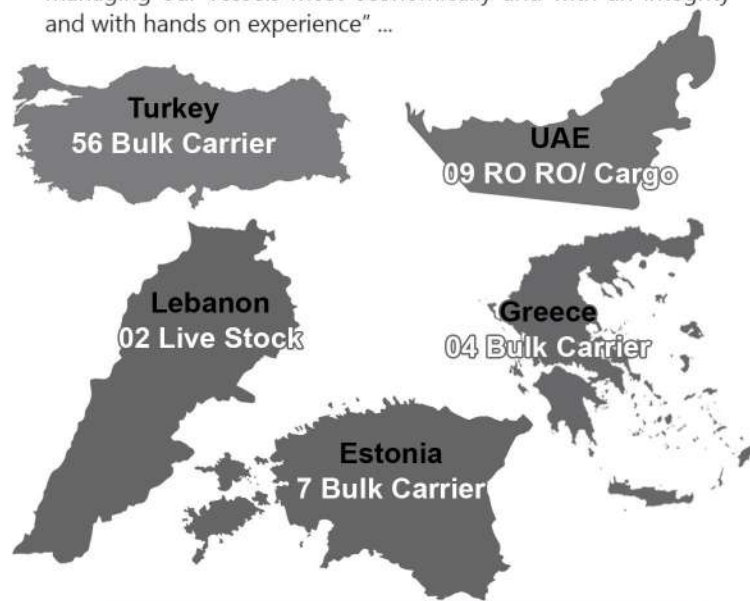 and with hands on experience" ...
Turkey
56 Bulk Carrier
UAE
09 RO RO/ Cargo
Lebanon
02 Live Stock
Greece
04 Bulk Carrier
Estonia
7 Bulk Carrier